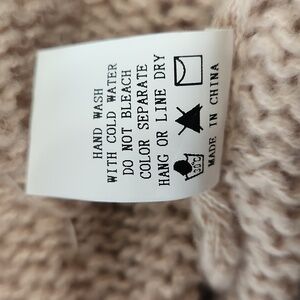 HAND WASH
WITH COLD WATER
DO NOT BLEACH
COLOR SEPARATE
HANG OR LINE DRY
MADE IN CHINA